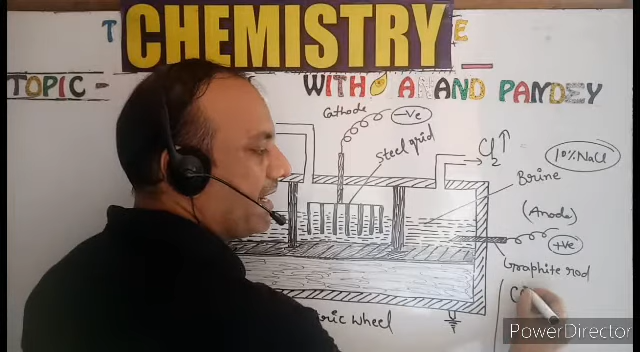 CHEMISTRY
TOPIC -
WITH ANAND PANDEY
Cathode
-ve
Steel grid
Cl2 ↑
10% NaCl
Brine
(Anode)
+ve
Graphite rod
wheel
PowerDirector